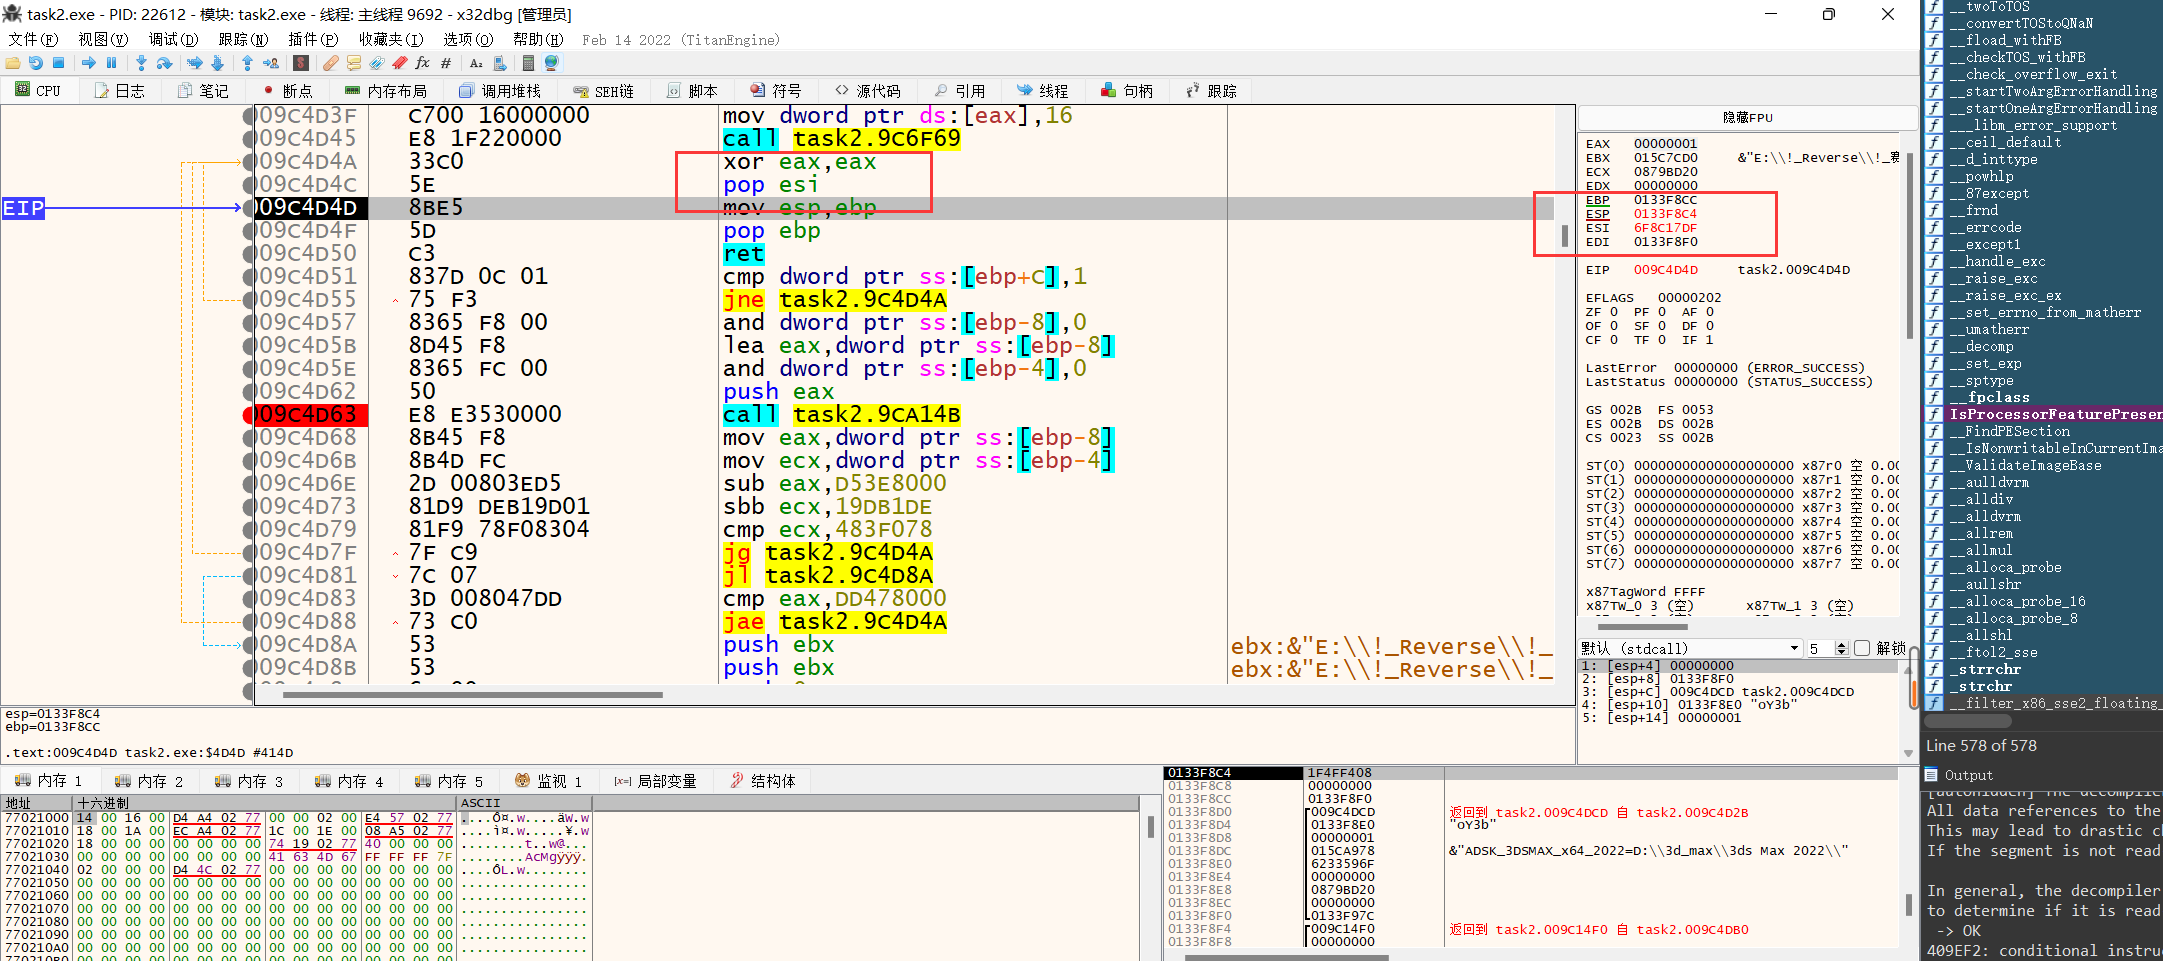 task2.exe - PID: 22612 - 模块: task2.exe - 线程: 主线程 9692 - x32dbg [管理员]
文件(F) 视图(V) 调试(D) 跟踪(N) 插件(P) 收藏夹(I) 选项(O) 帮助(H) Feb 14 2022 (TitanEngine)
CPU 日志 笔记 断点 内存布局 调用堆栈 SEH链 脚本 符号 源代码 引用 线程 句柄 跟踪
009C4D3F C700 16000000 mov dword ptr ds:[eax],16
009C4D45 E8 1F220000 call task2.9C6F69
009C4D4A 33C0 xor eax,eax
009C4D4C 5E pop esi
EIP 009C4D4D 8BE5 mov esp,ebp
009C4D4F 5D pop ebp
009C4D50 C3 ret
009C4D51 837D 0C 01 cmp dword ptr ss:[ebp+C],1
009C4D55 75 F3 jne task2.9C4D4A
009C4D57 8365 F8 00 and dword ptr ss:[ebp-8],0
009C4D5B 8D45 F8 lea eax,dword ptr ss:[ebp-8]
009C4D5E 8365 FC 00 and dword ptr ss:[ebp-4],0
009C4D62 50 push eax
009C4D63 E8 E3530000 call task2.9CA14B
009C4D68 8B45 F8 mov eax,dword ptr ss:[ebp-8]
009C4D6B 8B4D FC mov ecx,dword ptr ss:[ebp-4]
009C4D6E 2D 00803ED5 sub eax,D53E8000
009C4D73 81D9 DEB19D01 sbb ecx,19DB1DE
009C4D79 81F9 78F08304 cmp ecx,483F078
009C4D7F 7F C9 jg task2.9C4D4A
009C4D81 7C 07 jl task2.9C4D8A
009C4D83 3D 008047DD cmp eax,DD478000
009C4D88 73 C0 jae task2.9C4D4A
009C4D8A 53 push ebx ebx:&"E:\\!_Reverse\\!_
009C4D8B 53 push ebx ebx:&"E:\\!_Reverse\\!_
esp=0133F8C4
ebp=0133F8CC
.text:009C4D4D task2.exe:$4D4D #414D
隐藏FPU
EAX 00000001
EBX 015C7CD0 &"E:\\!_Reverse\\!_
ECX 0879BD20
EDX 00000000
EBP 0133F8CC
ESP 0133F8C4
ESI 6F8C17DF
EDI 0133F8F0
EIP 009C4D4D task2.009C4D4D
EFLAGS 00000202
ZF 0 PF 0 AF 0
OF 0 SF 0 DF 0
CF 0 TF 0 IF 1
LastError 00000000 (ERROR_SUCCESS)
LastStatus 00000000 (STATUS_SUCCESS)
GS 002B FS 0053
ES 002B DS 002B
CS 0023 SS 002B
ST(0) 00000000000000000000 x87r0 空 0.00
ST(1) 00000000000000000000 x87r1 空 0.00
ST(2) 00000000000000000000 x87r2 空 0.00
ST(3) 00000000000000000000 x87r3 空 0.00
ST(4) 00000000000000000000 x87r4 空 0.00
ST(5) 00000000000000000000 x87r5 空 0.00
ST(6) 00000000000000000000 x87r6 空 0.00
ST(7) 00000000000000000000 x87r7 空 0.00
x87TagWord FFFF
x87TW_0 3 (空) x87TW_1 3 (空)
默认 (stdcall) 5 解锁
1: [esp+4] 00000000
2: [esp+8] 0133F8F0
3: [esp+C] 009C4DCD task2.009C4DCD
4: [esp+10] 0133F8E0 "oY3b"
5: [esp+14] 00000001
内存 1 内存 2 内存 3 内存 4 内存 5 监视 1 局部变量 结构体
地址 十六进制 ASCII
77021000 14 00 16 00 D4 A4 02 77 00 00 02 00 E4 57 02 77 ....Ô¤.w....äW.w
77021010 18 00 1A 00 EC A4 02 77 1C 00 1E 00 08 A5 02 77 ....ì¤.w.....¥.w
77021020 18 00 00 00 00 00 00 00 74 19 02 77 40 00 00 00 ........t..w@...
77021030 00 00 00 00 00 00 00 00 41 63 4D 67 FF FF FF 7F ........AcMgÿÿÿ.
77021040 02 00 00 00 D4 4C 02 77 00 00 00 00 00 00 00 00 ....ÔL.w........
77021050 00 00 00 00 00 00 00 00 00 00 00 00 00 00 00 00 ................
77021060 00 00 00 00 00 00 00 00 00 00 00 00 00 00 00 00 ................
77021070 00 00 00 00 00 00 00 00 00 00 00 00 00 00 00 00 ................
77021080 00 00 00 00 00 00 00 00 00 00 00 00 00 00 00 00 ................
77021090 00 00 00 00 00 00 00 00 00 00 00 00 00 00 00 00 ................
770210A0 00 00 00 00 00 00 00 00 00 00 00 00 00 00 00 00 ................
0133F8C4 1F4FF408
0133F8C8 00000000
0133F8CC 0133F8F0
0133F8D0 009C4DCD 返回到 task2.009C4DCD 自 task2.009C4D2B
0133F8D4 0133F8E0 "oY3b"
0133F8D8 00000001
0133F8DC 015CA978 &"ADSK_3DSMAX_x64_2022=D:\\3d_max\\3ds Max 2022\\"
0133F8E0 6233596F
0133F8E4 00000000
0133F8E8 0879BD20
0133F8EC 00000000
0133F8F0 0133F97C
0133F8F4 009C14F0 返回到 task2.009C14F0 自 task2.009C4DB0
0133F8F8 00000000
f __twoToTOS
f __convertTOStoQNaN
f __fload_withFB
f __checkTOS_withFB
f __check_overflow_exit
f __startTwoArgErrorHandling
f __startOneArgErrorHandling
f ___libm_error_support
f __ceil_default
f __d_inttype
f __powhlp
f __87except
f __frnd
f __errcode
f __except1
f __handle_exc
f __raise_exc
f __raise_exc_ex
f __set_errno_from_matherr
f __umatherr
f __decomp
f __set_exp
f __sptype
f __fpclass
f IsProcessorFeaturePresen
f __FindPESection
f __IsNonwritableInCurrentIma
f __ValidateImageBase
f __aulldvrm
f __alldiv
f __alldvrm
f __allrem
f __allmul
f __alloca_probe
f __aullshr
f __alloca_probe_16
f __alloca_probe_8
f __allshl
f __ftol2_sse
f _strrchr
f _strchr
f __filter_x86_sse2_floating_
Line 578 of 578
Output
All data references to the
This may lead to drastic c
If the segment is not read
In general, the decompiler
to determine if it is read
-> OK
409EF2: conditional instruc